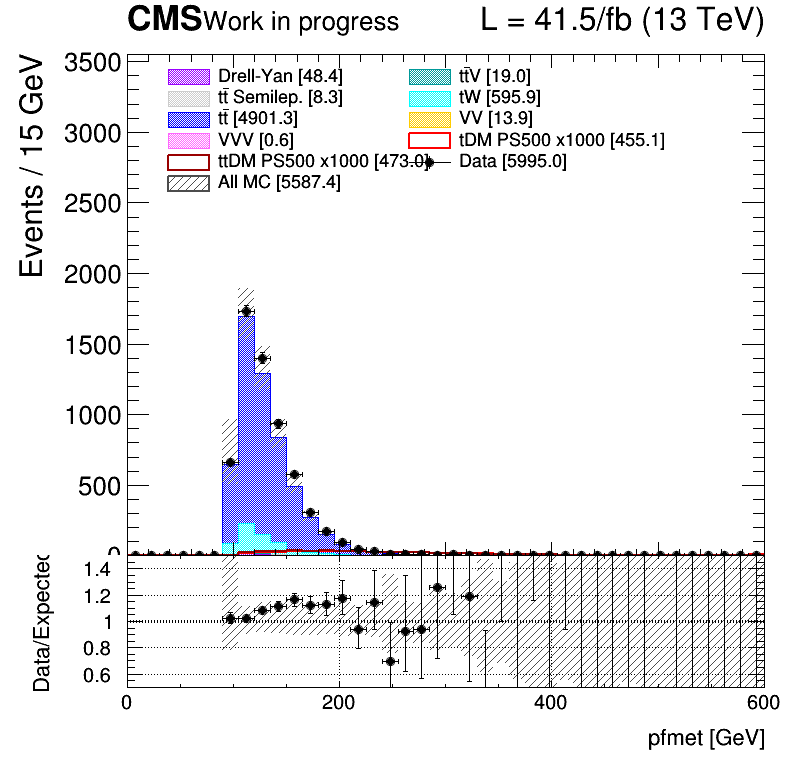 CMS Work in progress L = 41.5/fb (13 TeV)
Events / 15 GeV
3500
3000
2500
2000
1500
1000
500
0
Drell-Yan [48.4]
tt̄V [19.0]
tt̄ Semilep. [8.3]
tW [595.9]
tt̄ [4901.3]
VV [13.9]
VVV [0.6]
tDM PS500 x1000 [455.1]
ttDM PS500 x1000 [473.0]
Data [5995.0]
All MC [5587.4]
Data/Expected
1.4
1.2
1
0.8
0.6
0 200 400 600
pfmet [GeV]